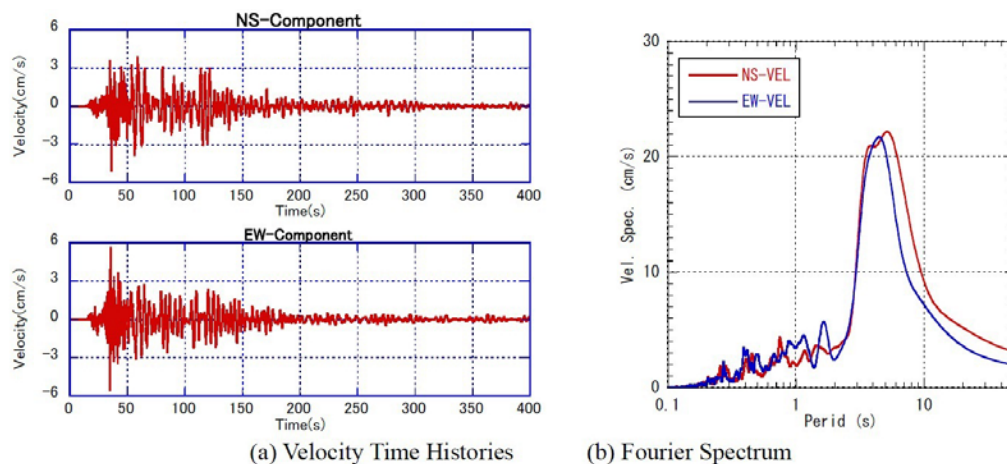 NS-Component
6
3
0
-3
-6
Velocity(cm/s)
0 50 100 150 200 250 300 350 400
Time(s)
EW-Component
6
3
0
-3
-6
Velocity(cm/s)
0 50 100 150 200 250 300 350 400
Time(s)
(a) Velocity Time Histories
30
20
10
0
Vel. Spec. (cm/s)
NS-VEL
EW-VEL
0.1 1 10
Perid (s)
(b) Fourier Spectrum